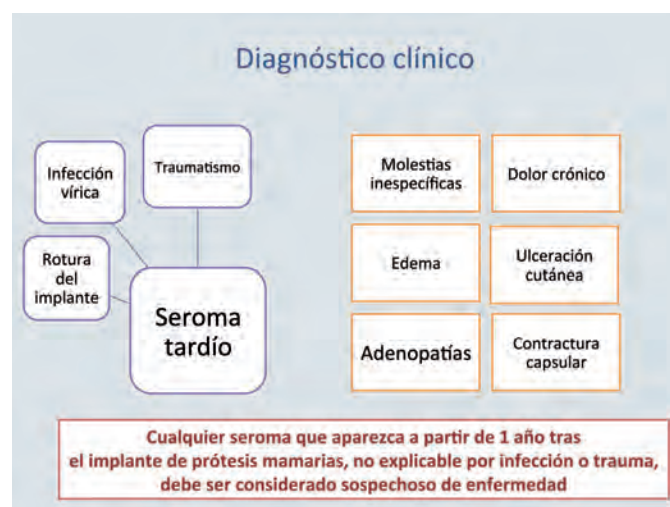 Diagnóstico clínico
Infección
vírica
Traumatismo
Rotura
del
implante
Seroma
tardío
Molestias
inespecíficas
Dolor crónico
Edema
Ulceración
cutánea
Adenopatías
Contractura
capsular
Cualquier seroma que aparezca a partir de 1 año tras
el implante de prótesis mamarias, no explicable por infección o trauma,
debe ser considerado sospechoso de enfermedad